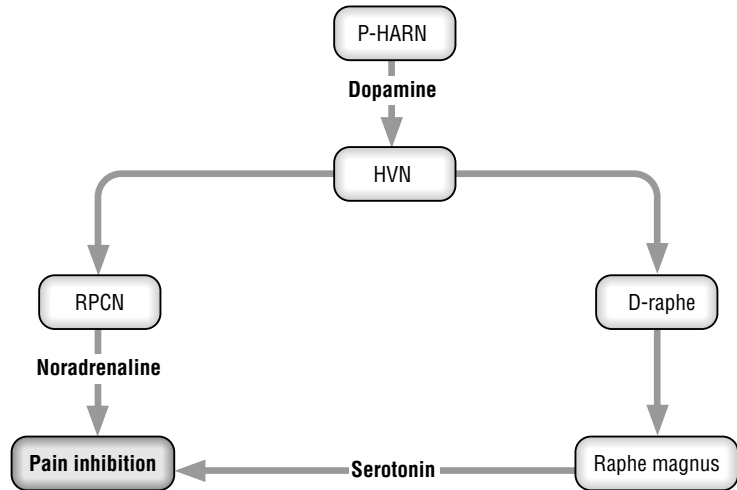 P-HARN
Dopamine
HVN
RPCN
D-raphe
Noradrenaline
Pain inhibition
Serotonin
Raphe magnus